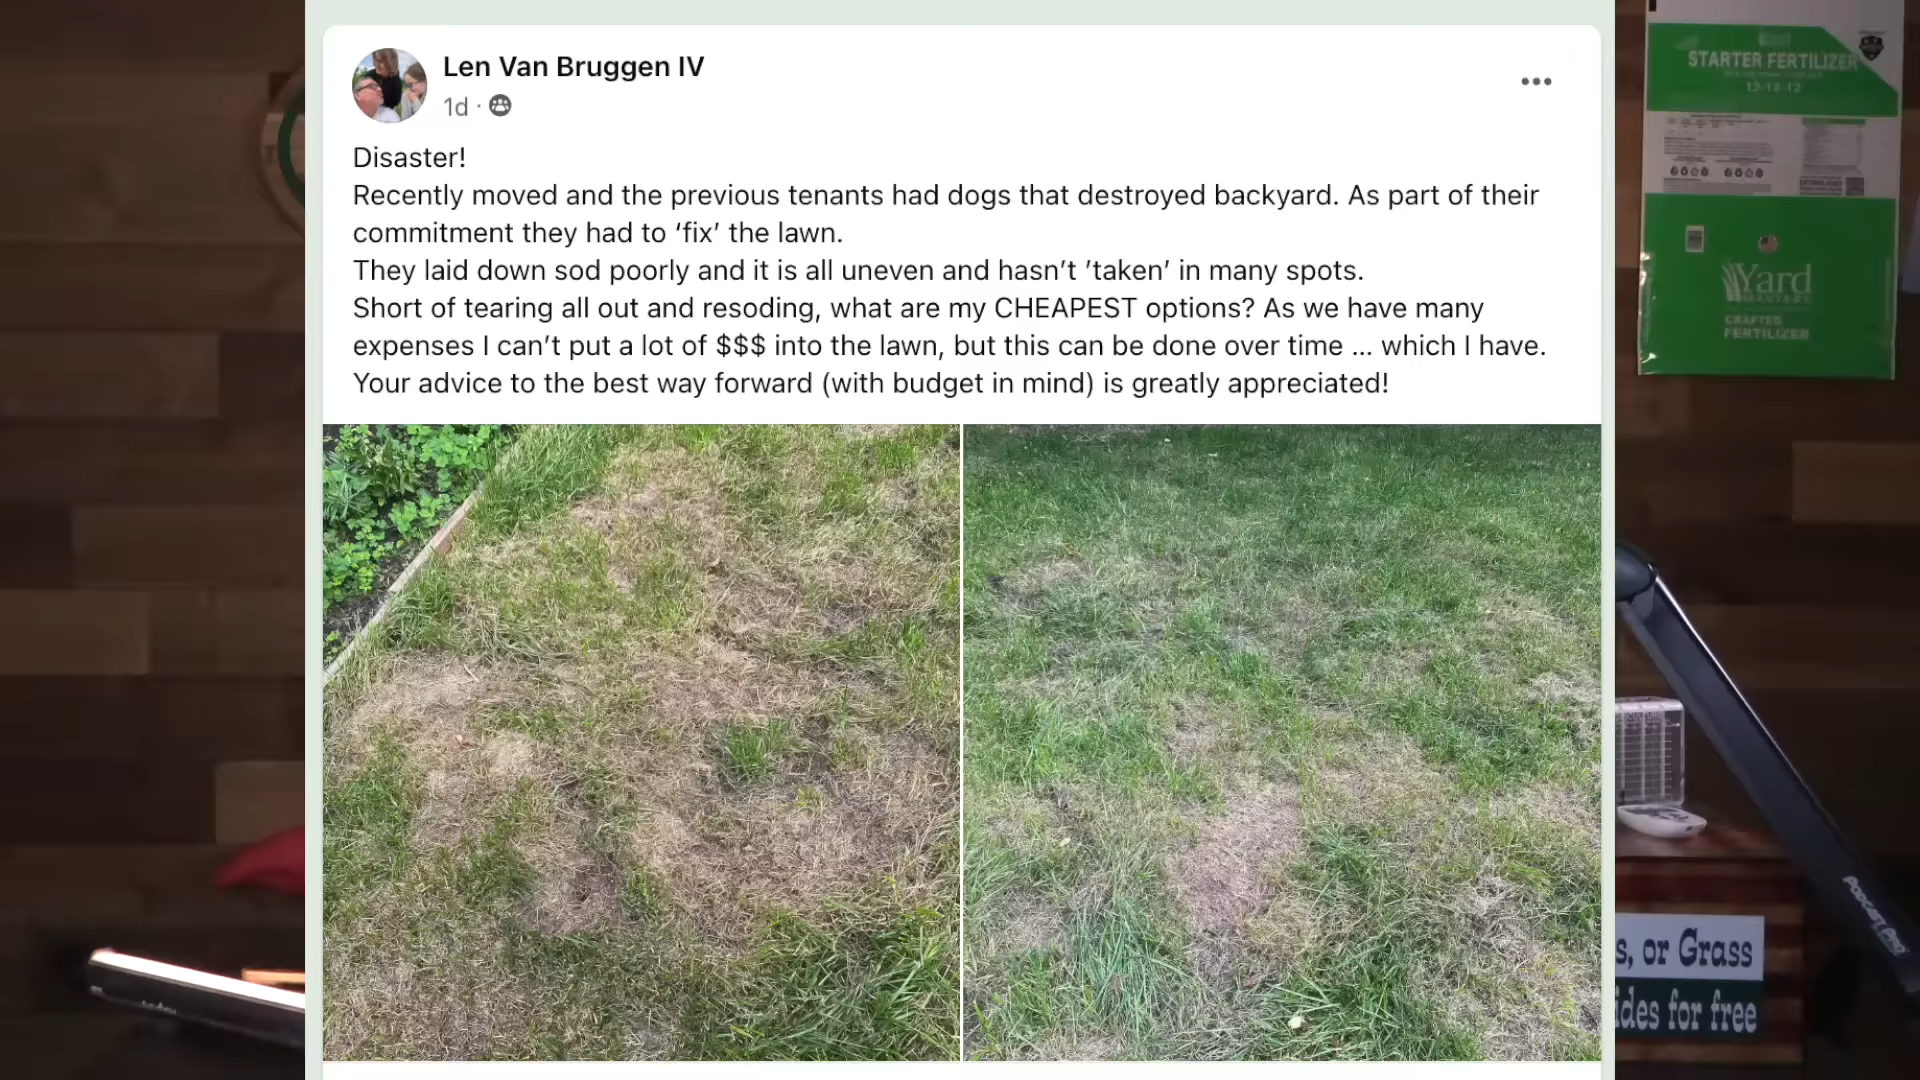 Len Van Bruggen IV
1d ·
Disaster!
Recently moved and the previous tenants had dogs that destroyed backyard. As part of their
commitment they had to ‘fix’ the lawn.
They laid down sod poorly and it is all uneven and hasn’t ’taken’ in many spots.
Short of tearing all out and resoding, what are my CHEAPEST options? As we have many
expenses I can’t put a lot of $$$ into the lawn, but this can be done over time ... which I have.
Your advice to the best way forward (with budget in mind) is greatly appreciated!
STARTER FERTILIZER
12-12-12
Yard
MASTERY
CRAFTED
FERTILIZER
PODCAST PRO
s, or Grass
ides for free